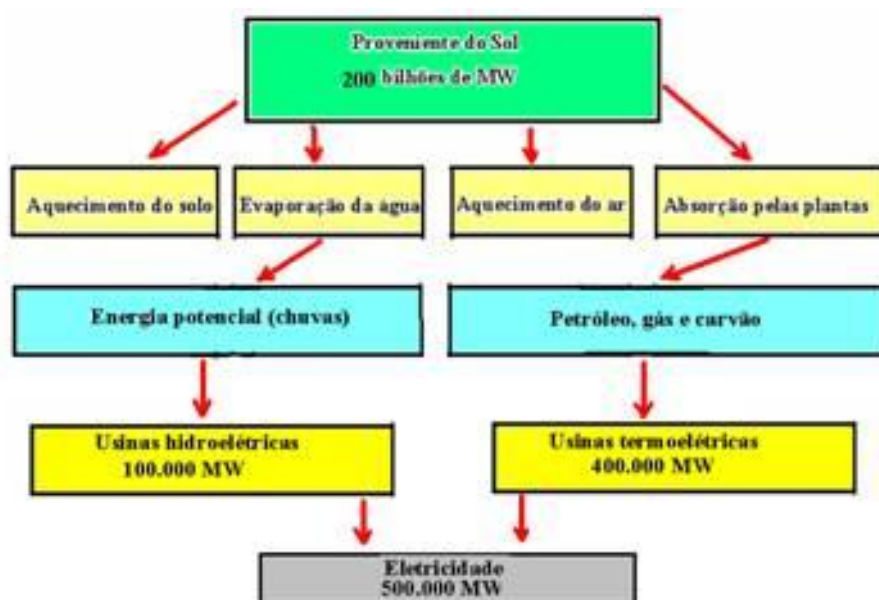 Proveniente do Sol
200 bilhões de MW
Aquecimento do solo
Evaporação da água
Aquecimento do ar
Absorção pelas plantas
Energia potencial (chuvas)
Petróleo, gás e carvão
Usinas hidroelétricas
100.000 MW
Usinas termoelétricas
400.000 MW
Eletricidade
500.000 MW